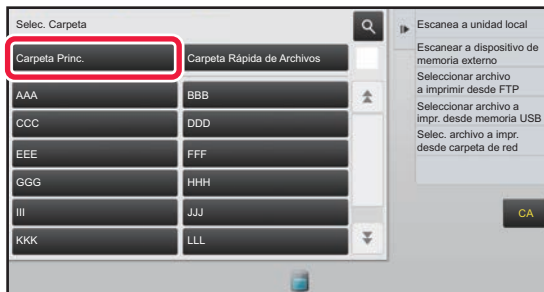 Selec. Carpeta
Carpeta Princ.
Carpeta Rápida de Archivos
AAA
BBB
CCC
DDD
EEE
FFF
GGG
HHH
III
JJJ
KKK
LLL
Escanea a unidad local
Escanear a dispositivo de
memoria externo
Seleccionar archivo
a imprimir desde FTP
Seleccionar archivo a
impr. desde memoria USB
Selec. archivo a impr.
desde carpeta de red
CA